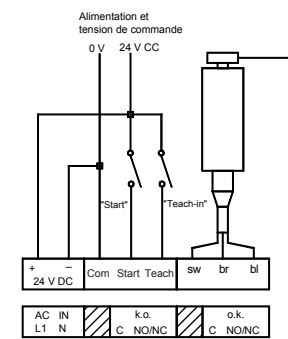 Alimentation et
tension de commande
0 V 24 V CC
"Start" "Teach-in"
+ – Com Start Teach sw br bl
24 V DC
AC IN k.o. o.k.
L1 N C NO/NC C NO/NC